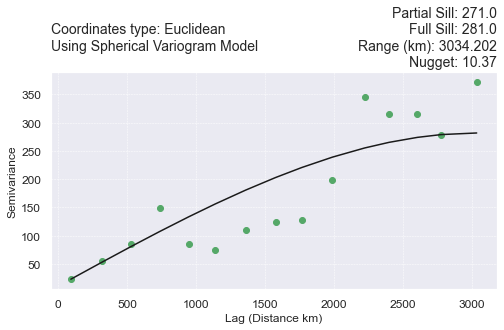 Partial Sill: 271.0
Coordinates type: Euclidean
Full Sill: 281.0
Using Spherical Variogram Model
Range (km): 3034.202
Nugget: 10.37
350
300
250
200
150
100
50
Semivariance
0
500
1000
1500
2000
2500
3000
Lag (Distance km)